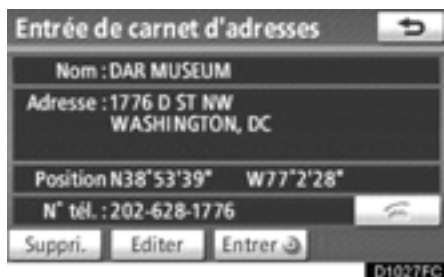 Entrée de carnet d'adresses
Nom : DAR MUSEUM
Adresse : 1776 D ST NW
WASHINGTON, DC
Position N38°53'39" W77°2'28"
N° tél. : 202-628-1776
Suppri. Editer Entrer
D1027FC